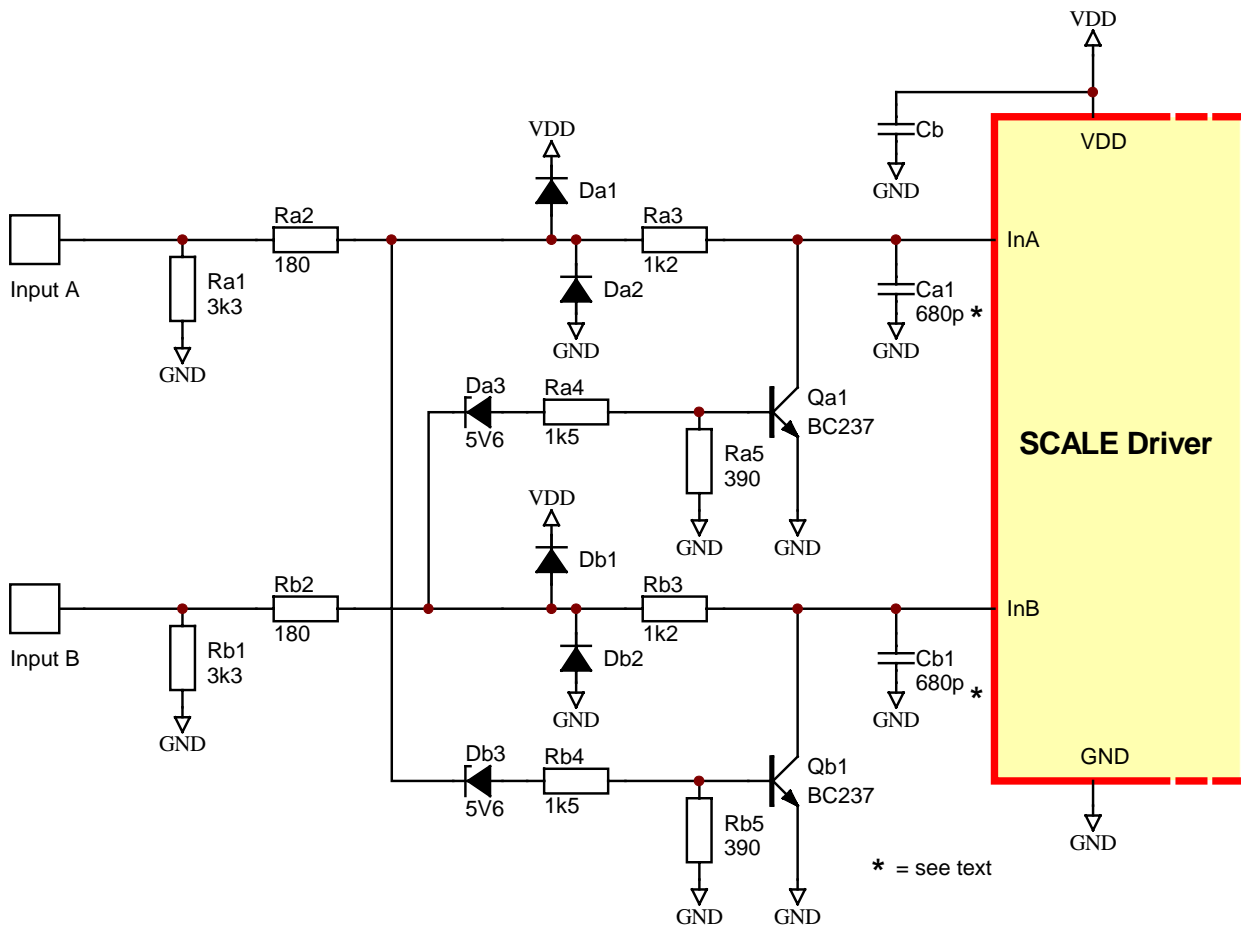 VDD
VDD
Cb
VDD
GND
Da1
Ra2
Ra3
180
1k2
InA
Input A
Ra1
3k3
Da2
Ca1
680p *
GND
GND
GND
Da3
Ra4
Qa1
5V6
1k5
BC237
Ra5
390
SCALE Driver
VDD
GND
GND
Db1
Rb2
Rb3
180
1k2
InB
Input B
Rb1
3k3
Db2
Cb1
680p *
GND
GND
GND
Db3
Rb4
Qb1
GND
5V6
1k5
BC237
Rb5
390
GND
* = see text
GND
GND